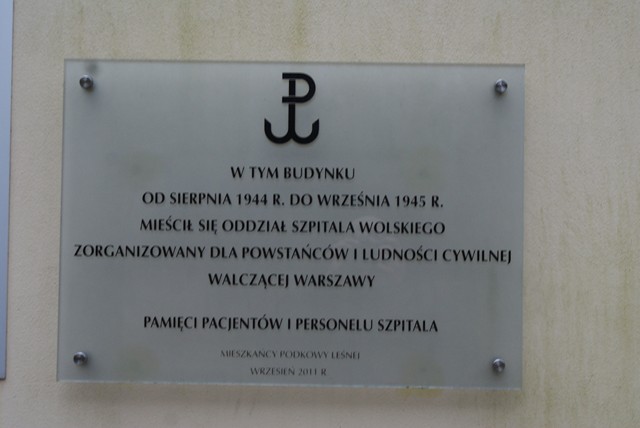 W TYM BUDYNKU
OD SIERPNIA 1944 R. DO WRZEŚNIA 1945 R.
MIEŚCIŁ SIĘ ODDZIAŁ SZPITALA WOLSKIEGO
ZORGANIZOWANY DLA POWSTAŃCÓW I LUDNOŚCI CYWILNEJ
WALCZĄCEJ WARSZAWY
PAMIĘCI PACJENTÓW I PERSONELU SZPITALA
MIESZKAŃCY PODKOWY LEŚNEJ
WRZESIEŃ 2011 R